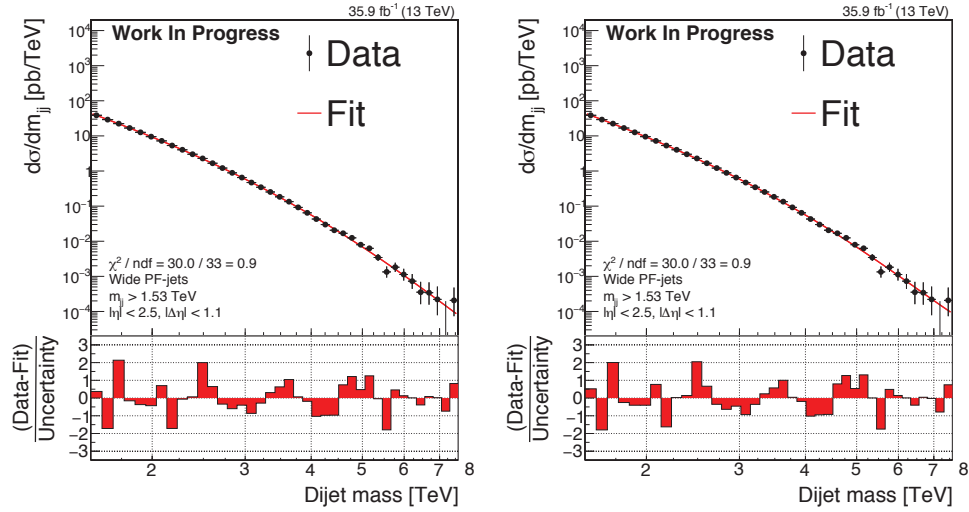 35.9 fb⁻¹ (13 TeV)
Work In Progress
Data
Fit
dσ/dm_jj [pb/TeV]
10⁴
10³
10²
10
1
10⁻¹
10⁻²
10⁻³
10⁻⁴
χ² / ndf = 30.0 / 33 = 0.9
Wide PF-jets
m_jj > 1.53 TeV
|η| < 2.5, |Δη| < 1.1
(Data-Fit)
Uncertainty
3
2
1
0
−1
−2
−3
2 3 4 5 6 7 8
Dijet mass [TeV]
35.9 fb⁻¹ (13 TeV)
Work In Progress
Data
Fit
dσ/dm_jj [pb/TeV]
10⁴
10³
10²
10
1
10⁻¹
10⁻²
10⁻³
10⁻⁴
χ² / ndf = 30.0 / 33 = 0.9
Wide PF-jets
m_jj > 1.53 TeV
|η| < 2.5, |Δη| < 1.1
(Data-Fit)
Uncertainty
3
2
1
0
−1
−2
−3
2 3 4 5 6 7 8
Dijet mass [TeV]